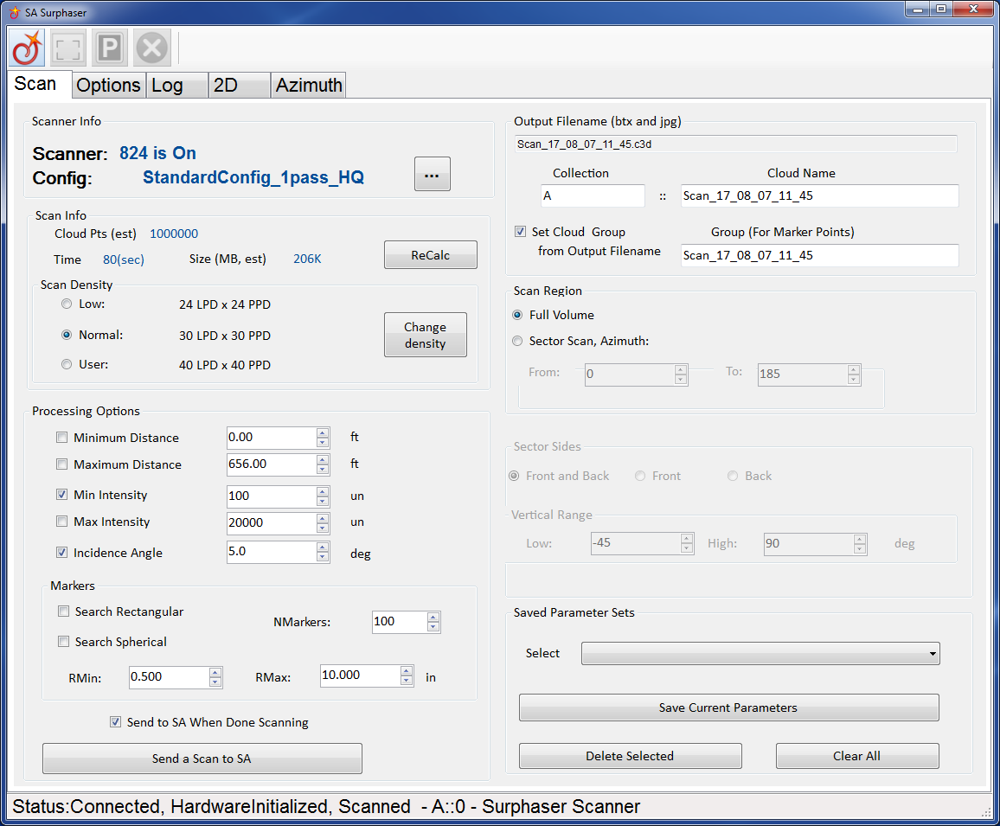 SA Surphaser
P
Scan
Options
Log
2D
Azimuth
Scanner Info
Scanner: 824 is On
Config: StandardConfig_1pass_HQ
...
Scan Info
Cloud Pts (est) 1000000
Time 80(sec) Size (MB, est) 206K
ReCalc
Scan Density
Low: 24 LPD x 24 PPD
Normal: 30 LPD x 30 PPD
User: 40 LPD x 40 PPD
Change
density
Processing Options
Minimum Distance 0.00 ft
Maximum Distance 656.00 ft
Min Intensity 100 un
Max Intensity 20000 un
Incidence Angle 5.0 deg
Markers
Search Rectangular
NMarkers: 100
Search Spherical
RMin: 0.500 RMax: 10.000 in
Send to SA When Done Scanning
Send a Scan to SA
Output Filename (btx and jpg)
Scan_17_08_07_11_45.c3d
Collection Cloud Name
A :: Scan_17_08_07_11_45
Set Cloud Group
from Output Filename
Group (For Marker Points)
Scan_17_08_07_11_45
Scan Region
Full Volume
Sector Scan, Azimuth:
From: 0 To: 185
Sector Sides
Front and Back Front Back
Vertical Range
Low: -45 High: 90 deg
Saved Parameter Sets
Select
Save Current Parameters
Delete Selected Clear All
Status:Connected, HardwareInitialized, Scanned - A::0 - Surphaser Scanner